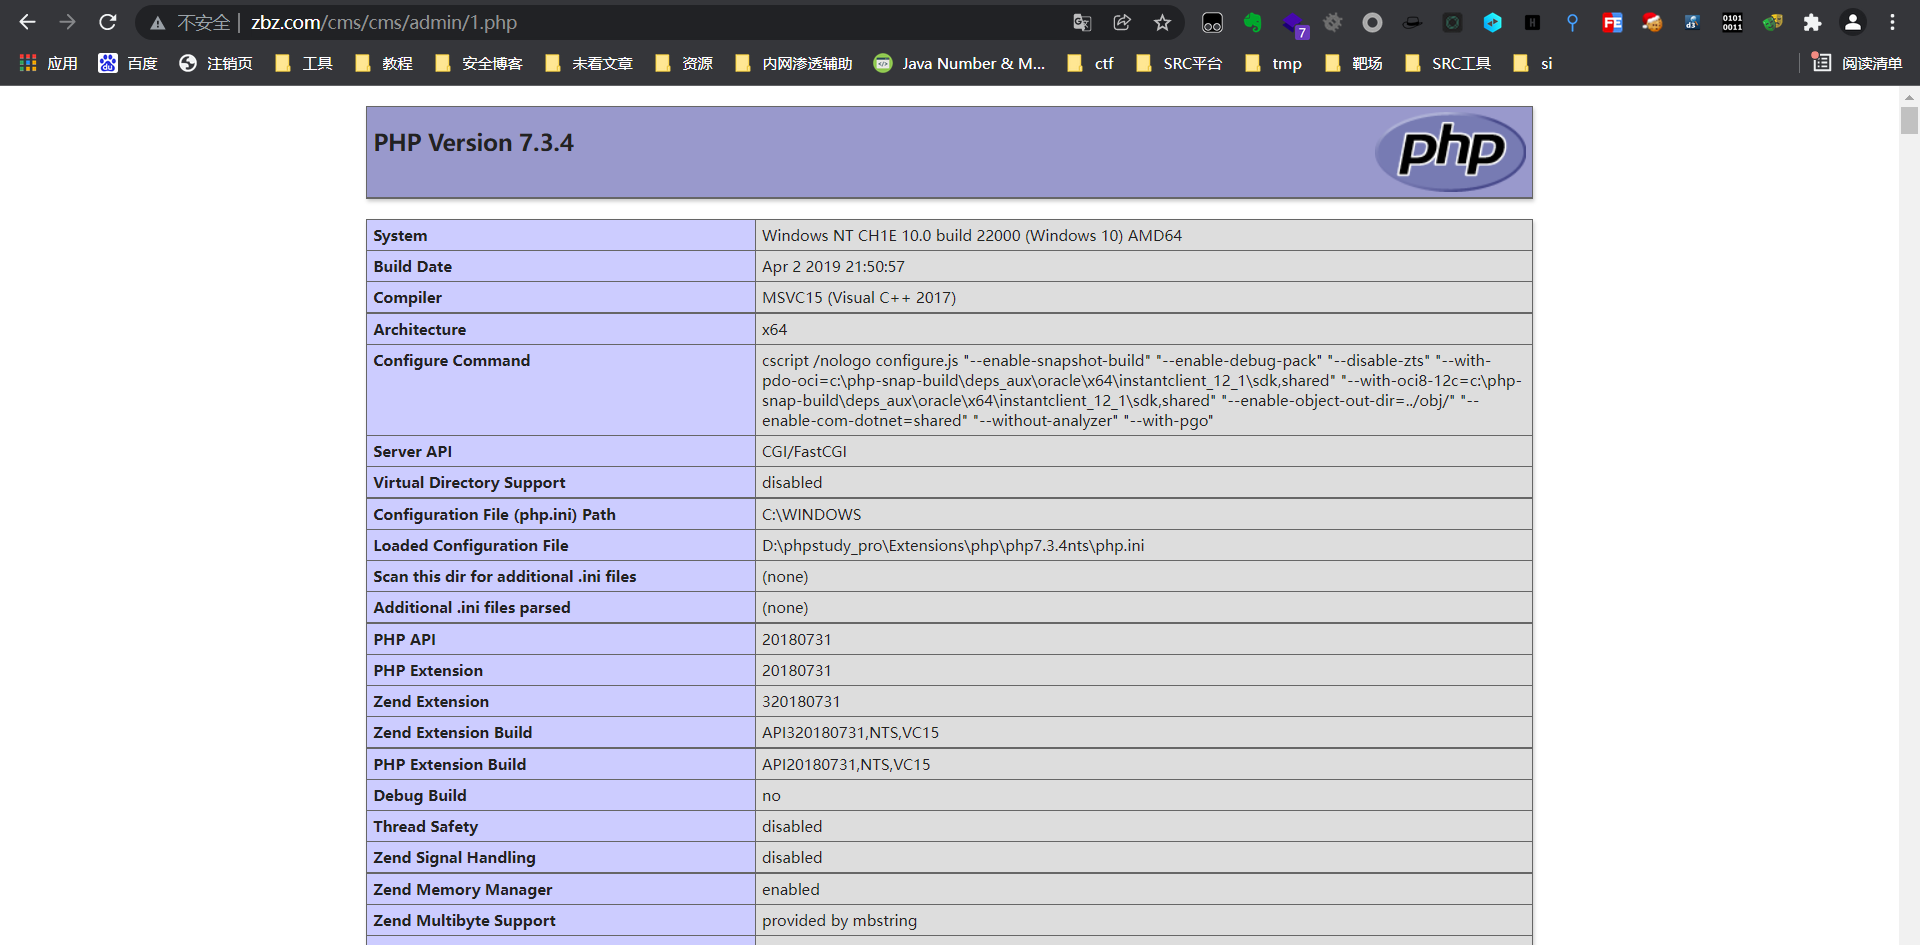 不安全 zbz.com/cms/cms/admin/1.php
7
FE
d3
0101
0011
应用 百度 注销页 工具 教程 安全博客 未看文章 资源 内网渗透辅助 Java Number & M... ctf SRC平台 tmp 靶场 SRC工具 si 阅读清单
PHP Version 7.3.4
php
System Windows NT CH1E 10.0 build 22000 (Windows 10) AMD64
Build Date Apr 2 2019 21:50:57
Compiler MSVC15 (Visual C++ 2017)
Architecture x64
Configure Command cscript /nologo configure.js "--enable-snapshot-build" "--enable-debug-pack" "--disable-zts" "--with-
pdo-oci=c:\php-snap-build\deps_aux\oracle\x64\instantclient_12_1\sdk,shared" "--with-oci8-12c=c:\php-
snap-build\deps_aux\oracle\x64\instantclient_12_1\sdk,shared" "--enable-object-out-dir=../obj/" "--
enable-com-dotnet=shared" "--without-analyzer" "--with-pgo"
Server API CGI/FastCGI
Virtual Directory Support disabled
Configuration File (php.ini) Path C:\WINDOWS
Loaded Configuration File D:\phpstudy_pro\Extensions\php\php7.3.4nts\php.ini
Scan this dir for additional .ini files (none)
Additional .ini files parsed (none)
PHP API 20180731
PHP Extension 20180731
Zend Extension 320180731
Zend Extension Build API320180731,NTS,VC15
PHP Extension Build API20180731,NTS,VC15
Debug Build no
Thread Safety disabled
Zend Signal Handling disabled
Zend Memory Manager enabled
Zend Multibyte Support provided by mbstring